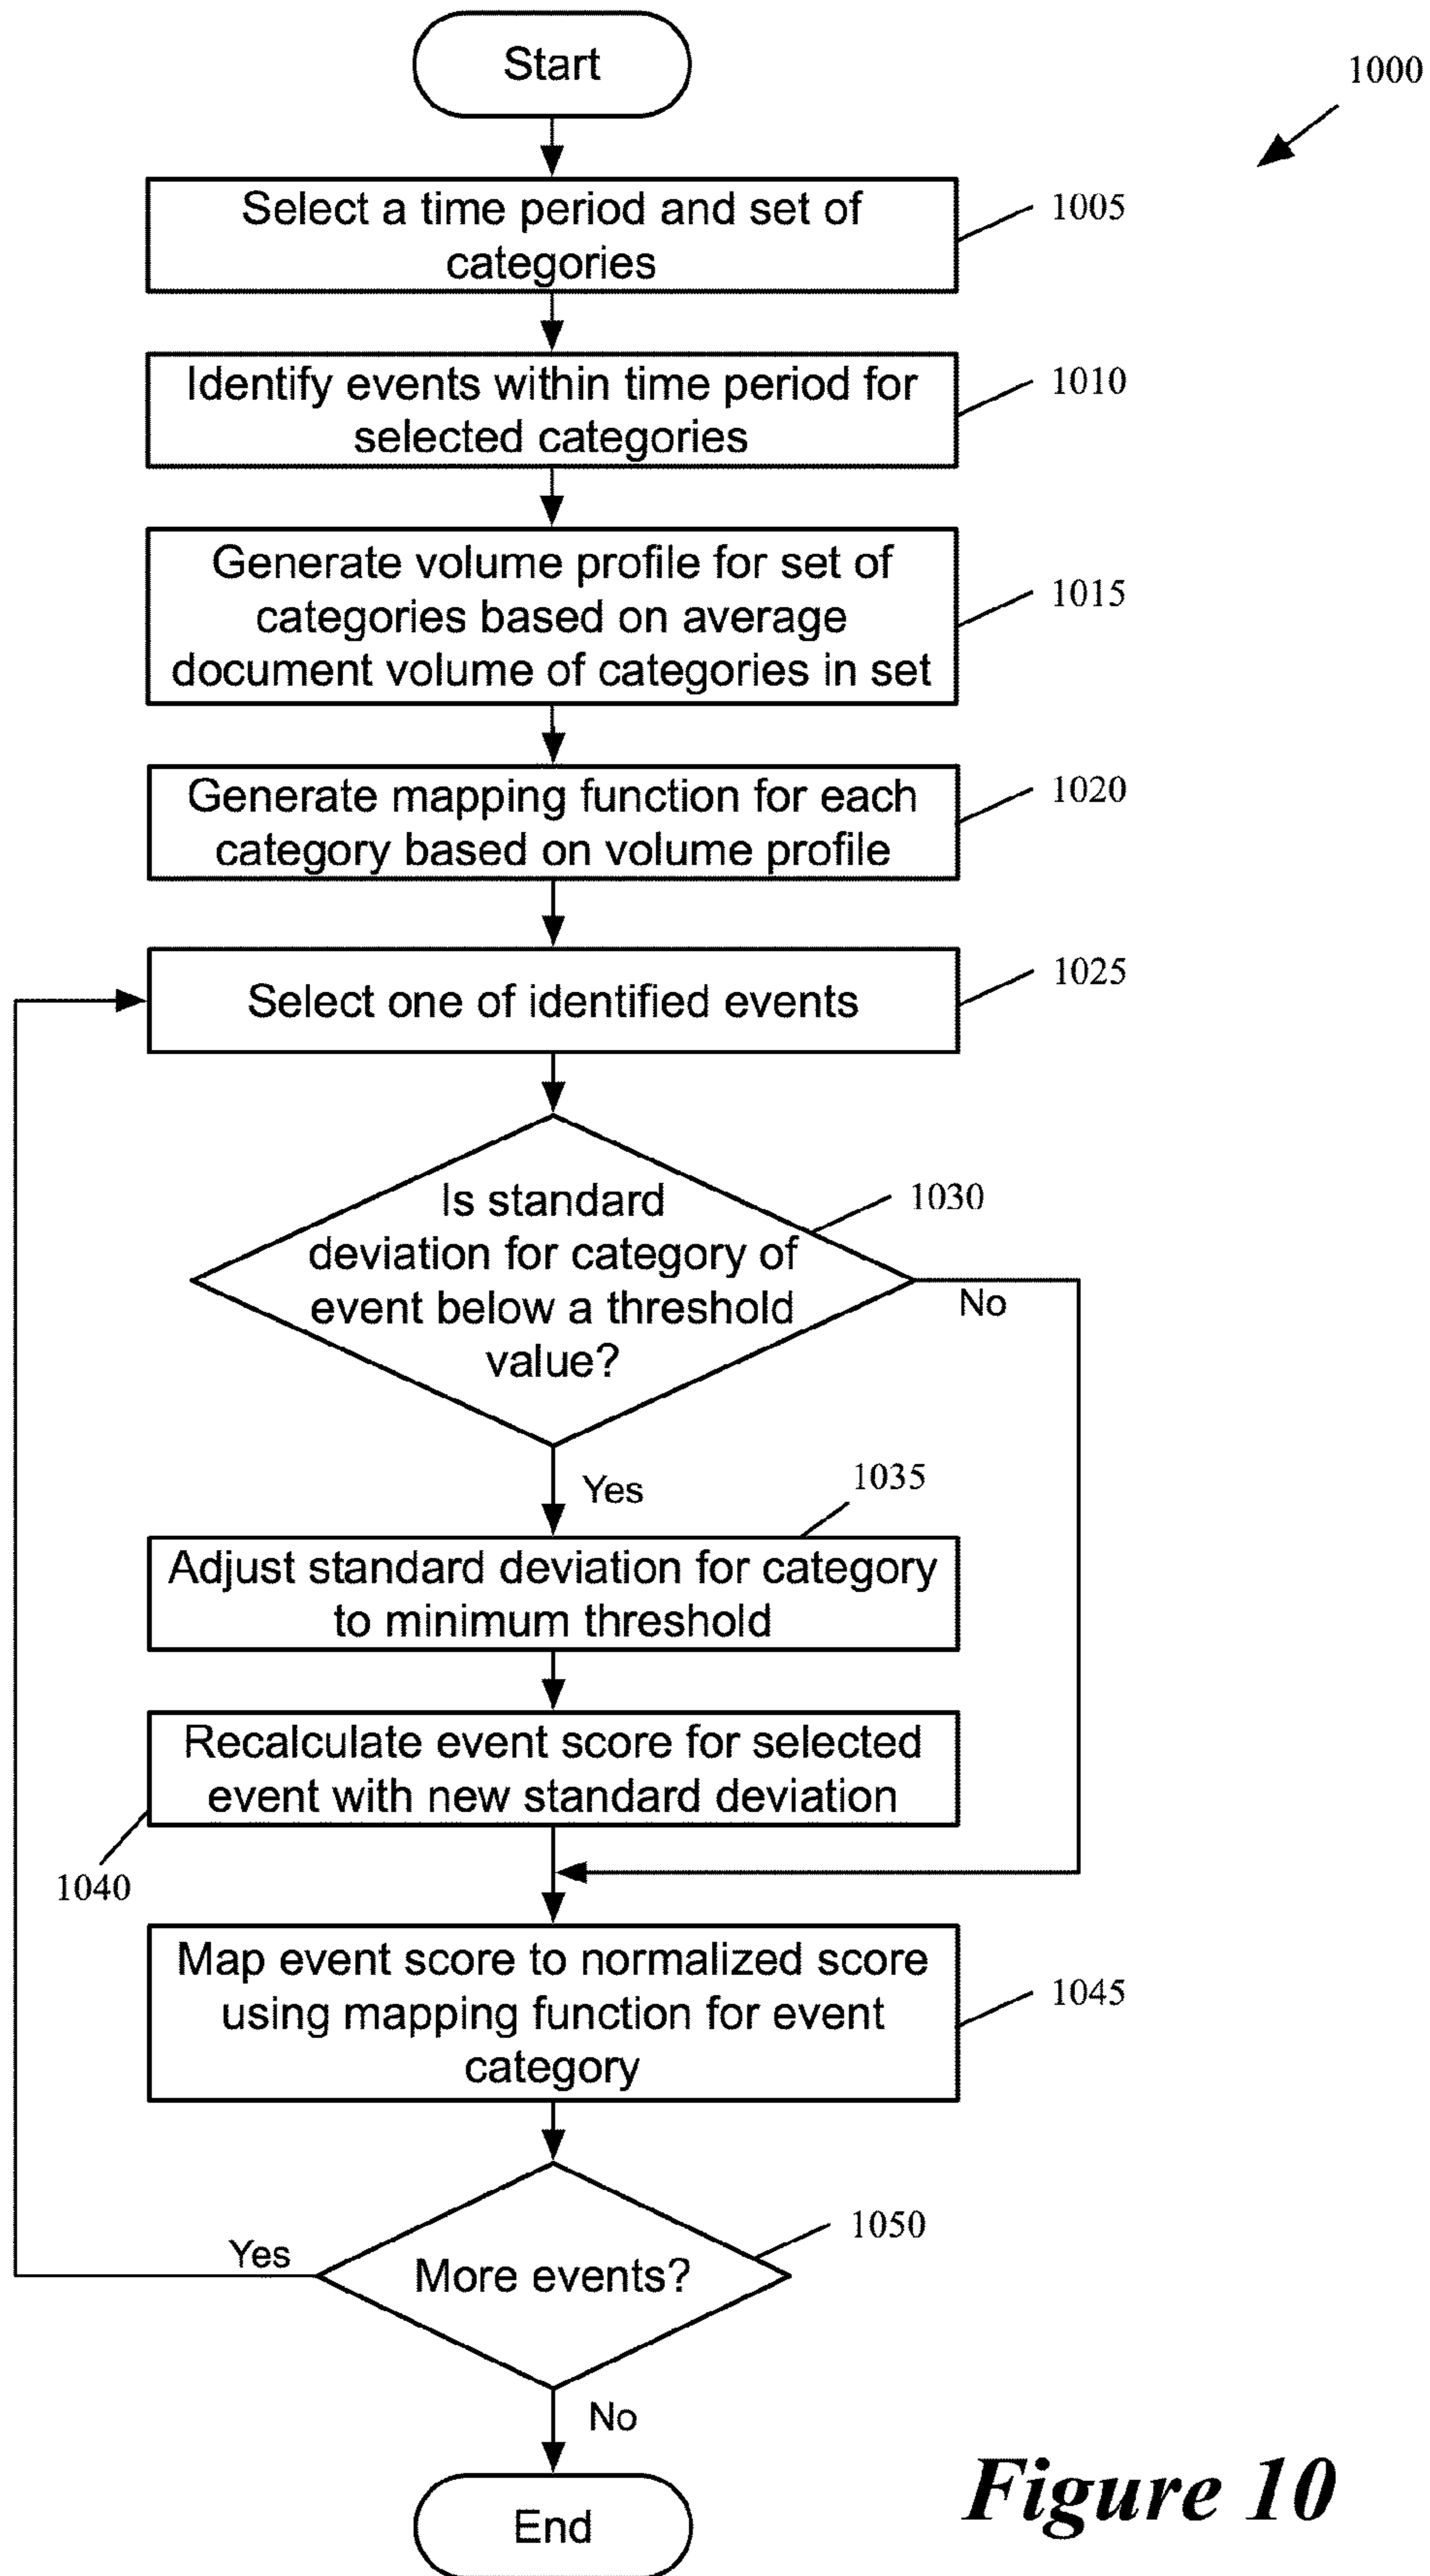 Start
1000
Select a time period and set of
categories
1005
Identify events within time period for
selected categories
1010
Generate volume profile for set of
categories based on average
document volume of categories in set
1015
Generate mapping function for each
category based on volume profile
1020
Select one of identified events
1025
Is standard
deviation for category of
event below a threshold
value?
1030
No
Yes
1035
Adjust standard deviation for category
to minimum threshold
Recalculate event score for selected
event with new standard deviation
1040
Map event score to normalized score
using mapping function for event
category
1045
More events?
1050
Yes
No
End
Figure 10